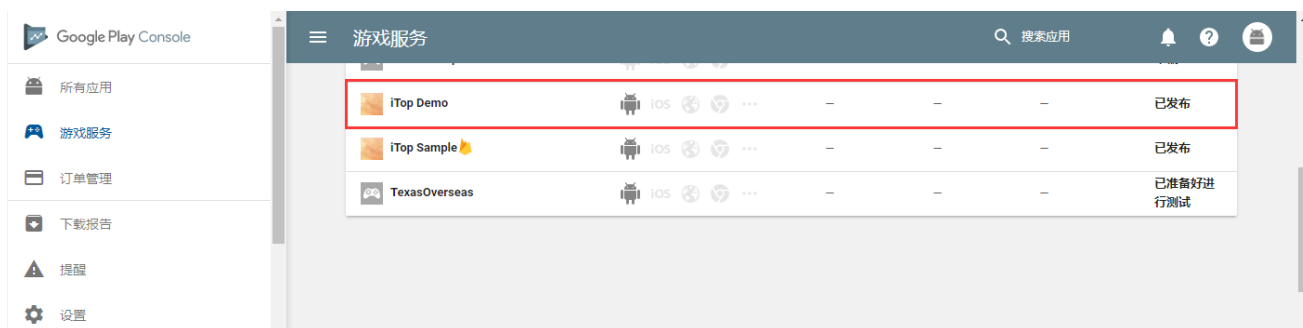 Google Play Console
游戏服务
搜索应用
所有应用
游戏服务
订单管理
下载报告
提醒
设置
iTop Demo
iOS
–
–
–
已发布
iTop Sample
iOS
–
–
–
已发布
TexasOverseas
iOS
–
–
–
已准备好进
行测试